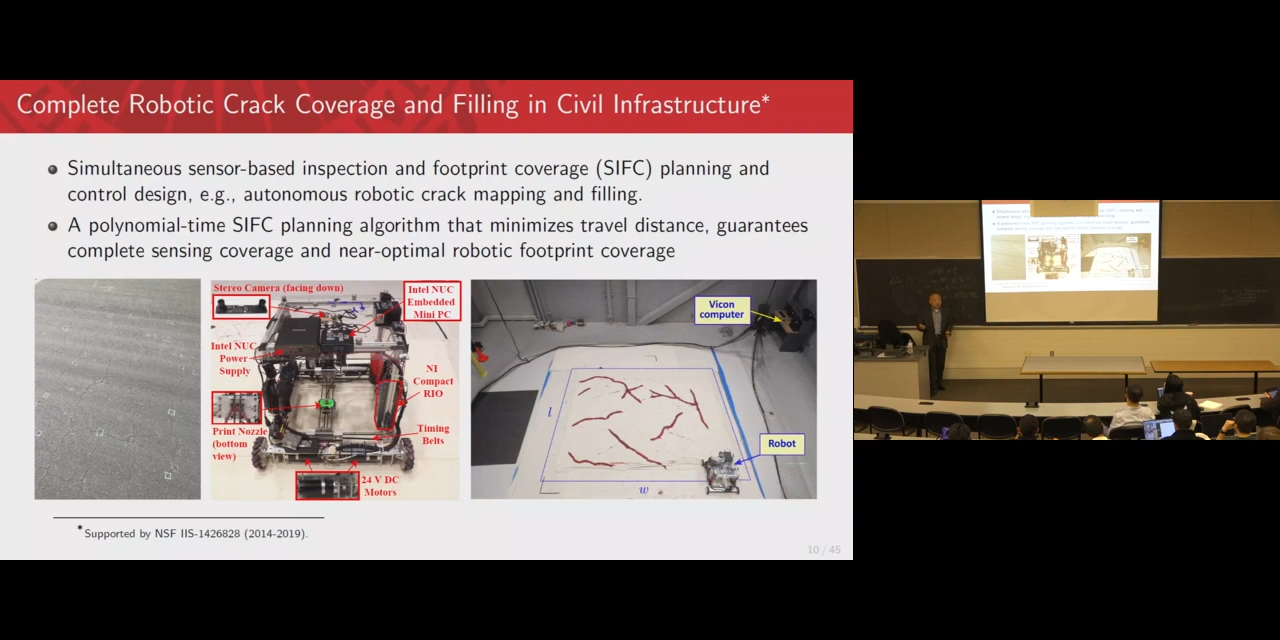 Complete Robotic Crack Coverage and Filling in Civil Infrastructure*
Simultaneous sensor-based inspection and footprint coverage (SIFC) planning and
control design, e.g., autonomous robotic crack mapping and filling.
A polynomial-time SIFC planning algorithm that minimizes travel distance, guarantees
complete sensing coverage and near-optimal robotic footprint coverage
Stereo Camera (facing down)
Intel NUC
Embedded
Mini PC
Intel NUC
Power
Supply
NI
Compact
RIO
Print Nozzle
(bottom
view)
Timing
Belts
24 V DC
Motors
Vicon
computer
l
Robot
w
*Supported by NSF IIS-1426828 (2014-2019).
10 / 45